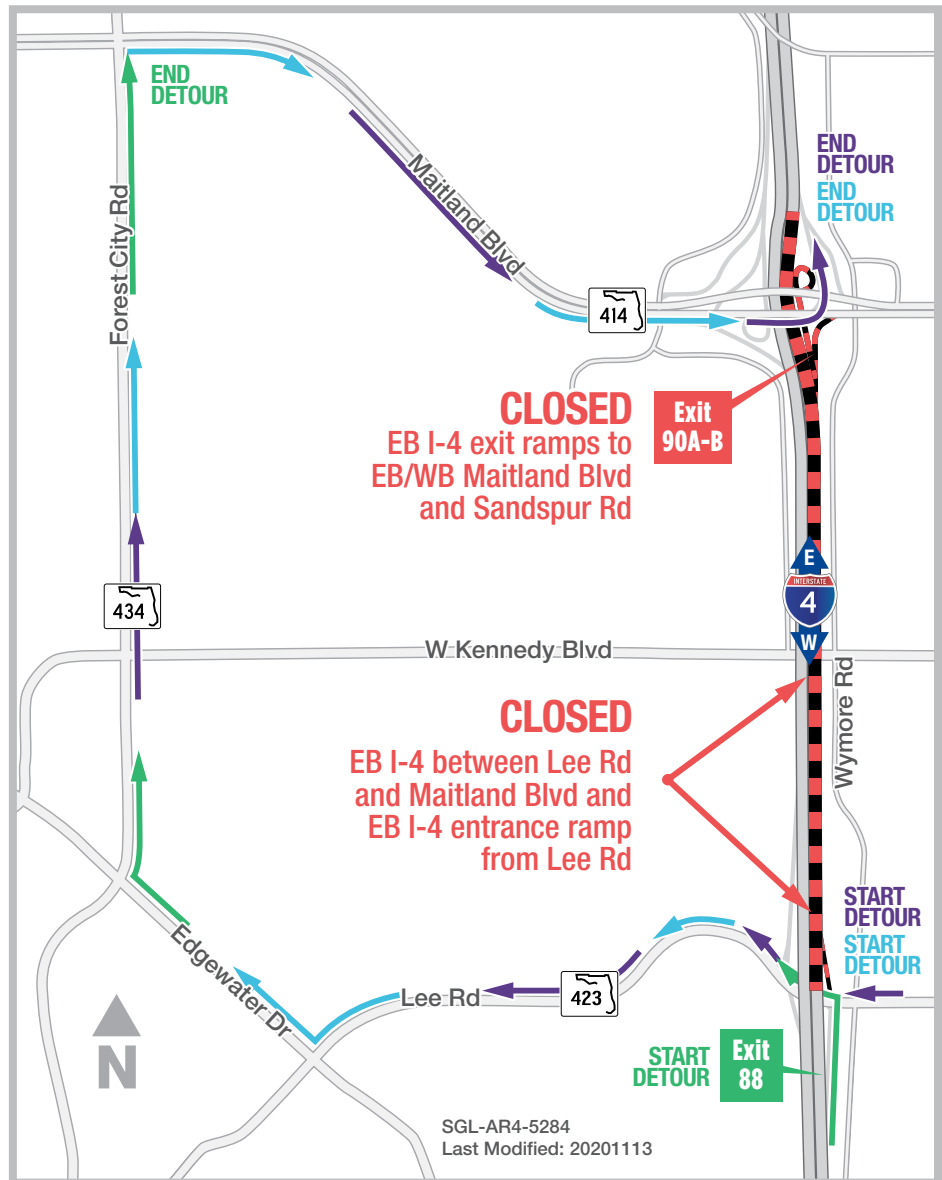 END
DETOUR
END
DETOUR
END
DETOUR
Maitland Blvd
Forest City Rd
414
CLOSED
EB I-4 exit ramps to
EB/WB Maitland Blvd
and Sandspur Rd
Exit
90A-B
E
INTERSTATE
4
W
434
W Kennedy Blvd
Wymore Rd
CLOSED
EB I-4 between Lee Rd
and Maitland Blvd and
EB I-4 entrance ramp
from Lee Rd
START
DETOUR
START
DETOUR
Edgewater Dr
Lee Rd
423
N
START
DETOUR
Exit
88
SGL-AR4-5284
Last Modified: 20201113